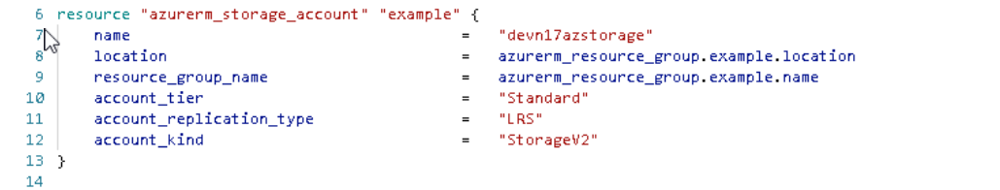 6 resource "azurerm_storage_account" "example" {
7 name = "devn17azstorage"
8 location = azurerm_resource_group.example.location
9 resource_group_name = azurerm_resource_group.example.name
10 account_tier = "Standard"
11 account_replication_type = "LRS"
12 account_kind = "StorageV2"
13 }
14